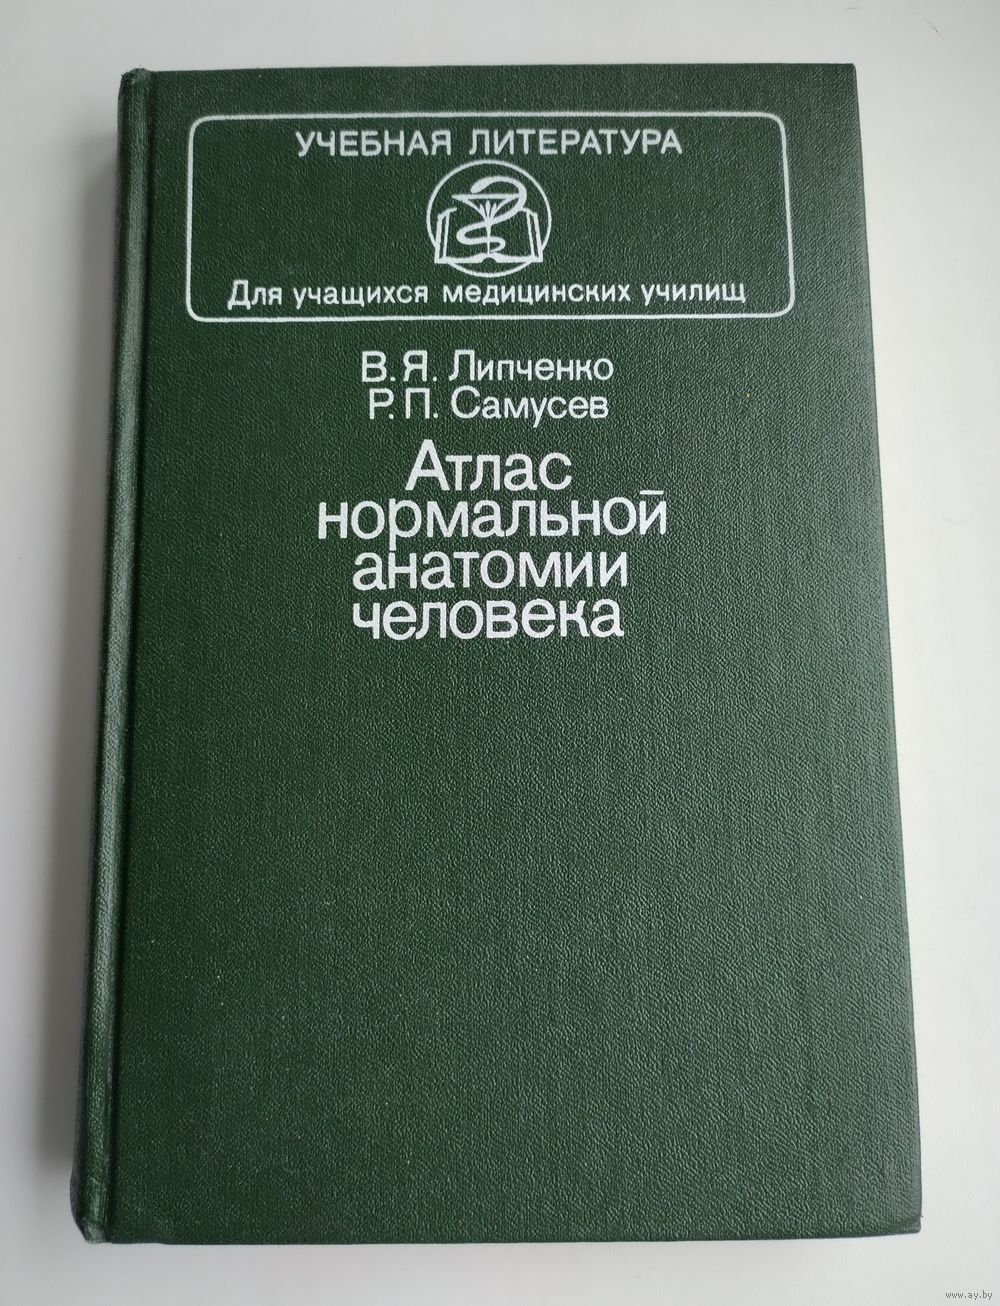 УЧЕБНАЯ ЛИТЕРАТУРА
Для учащихся медицинских училищ
В.Я. Липченко
Р.П. Самусев
Атлас
нормальной
анатомии
человека
www.ay.by